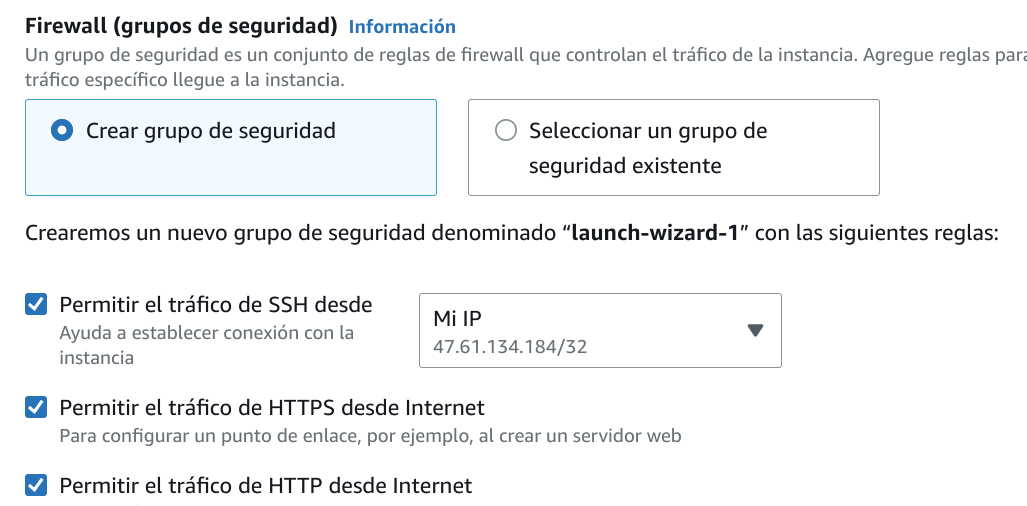 Firewall (grupos de seguridad) Información
Un grupo de seguridad es un conjunto de reglas de firewall que controlan el tráfico de la instancia. Agregue reglas para
tráfico específico llegue a la instancia.
Crear grupo de seguridad
Seleccionar un grupo de
seguridad existente
Crearemos un nuevo grupo de seguridad denominado “launch-wizard-1” con las siguientes reglas:
Permitir el tráfico de SSH desde
Ayuda a establecer conexión con la
instancia
Mi IP
47.61.134.184/32
Permitir el tráfico de HTTPS desde Internet
Para configurar un punto de enlace, por ejemplo, al crear un servidor web
Permitir el tráfico de HTTP desde Internet